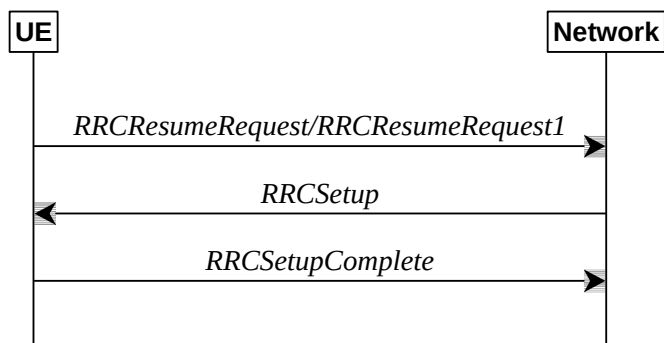 UE
Network
RRCResumeRequest/RRCResumeRequest1
RRCSetup
RRCSetupComplete